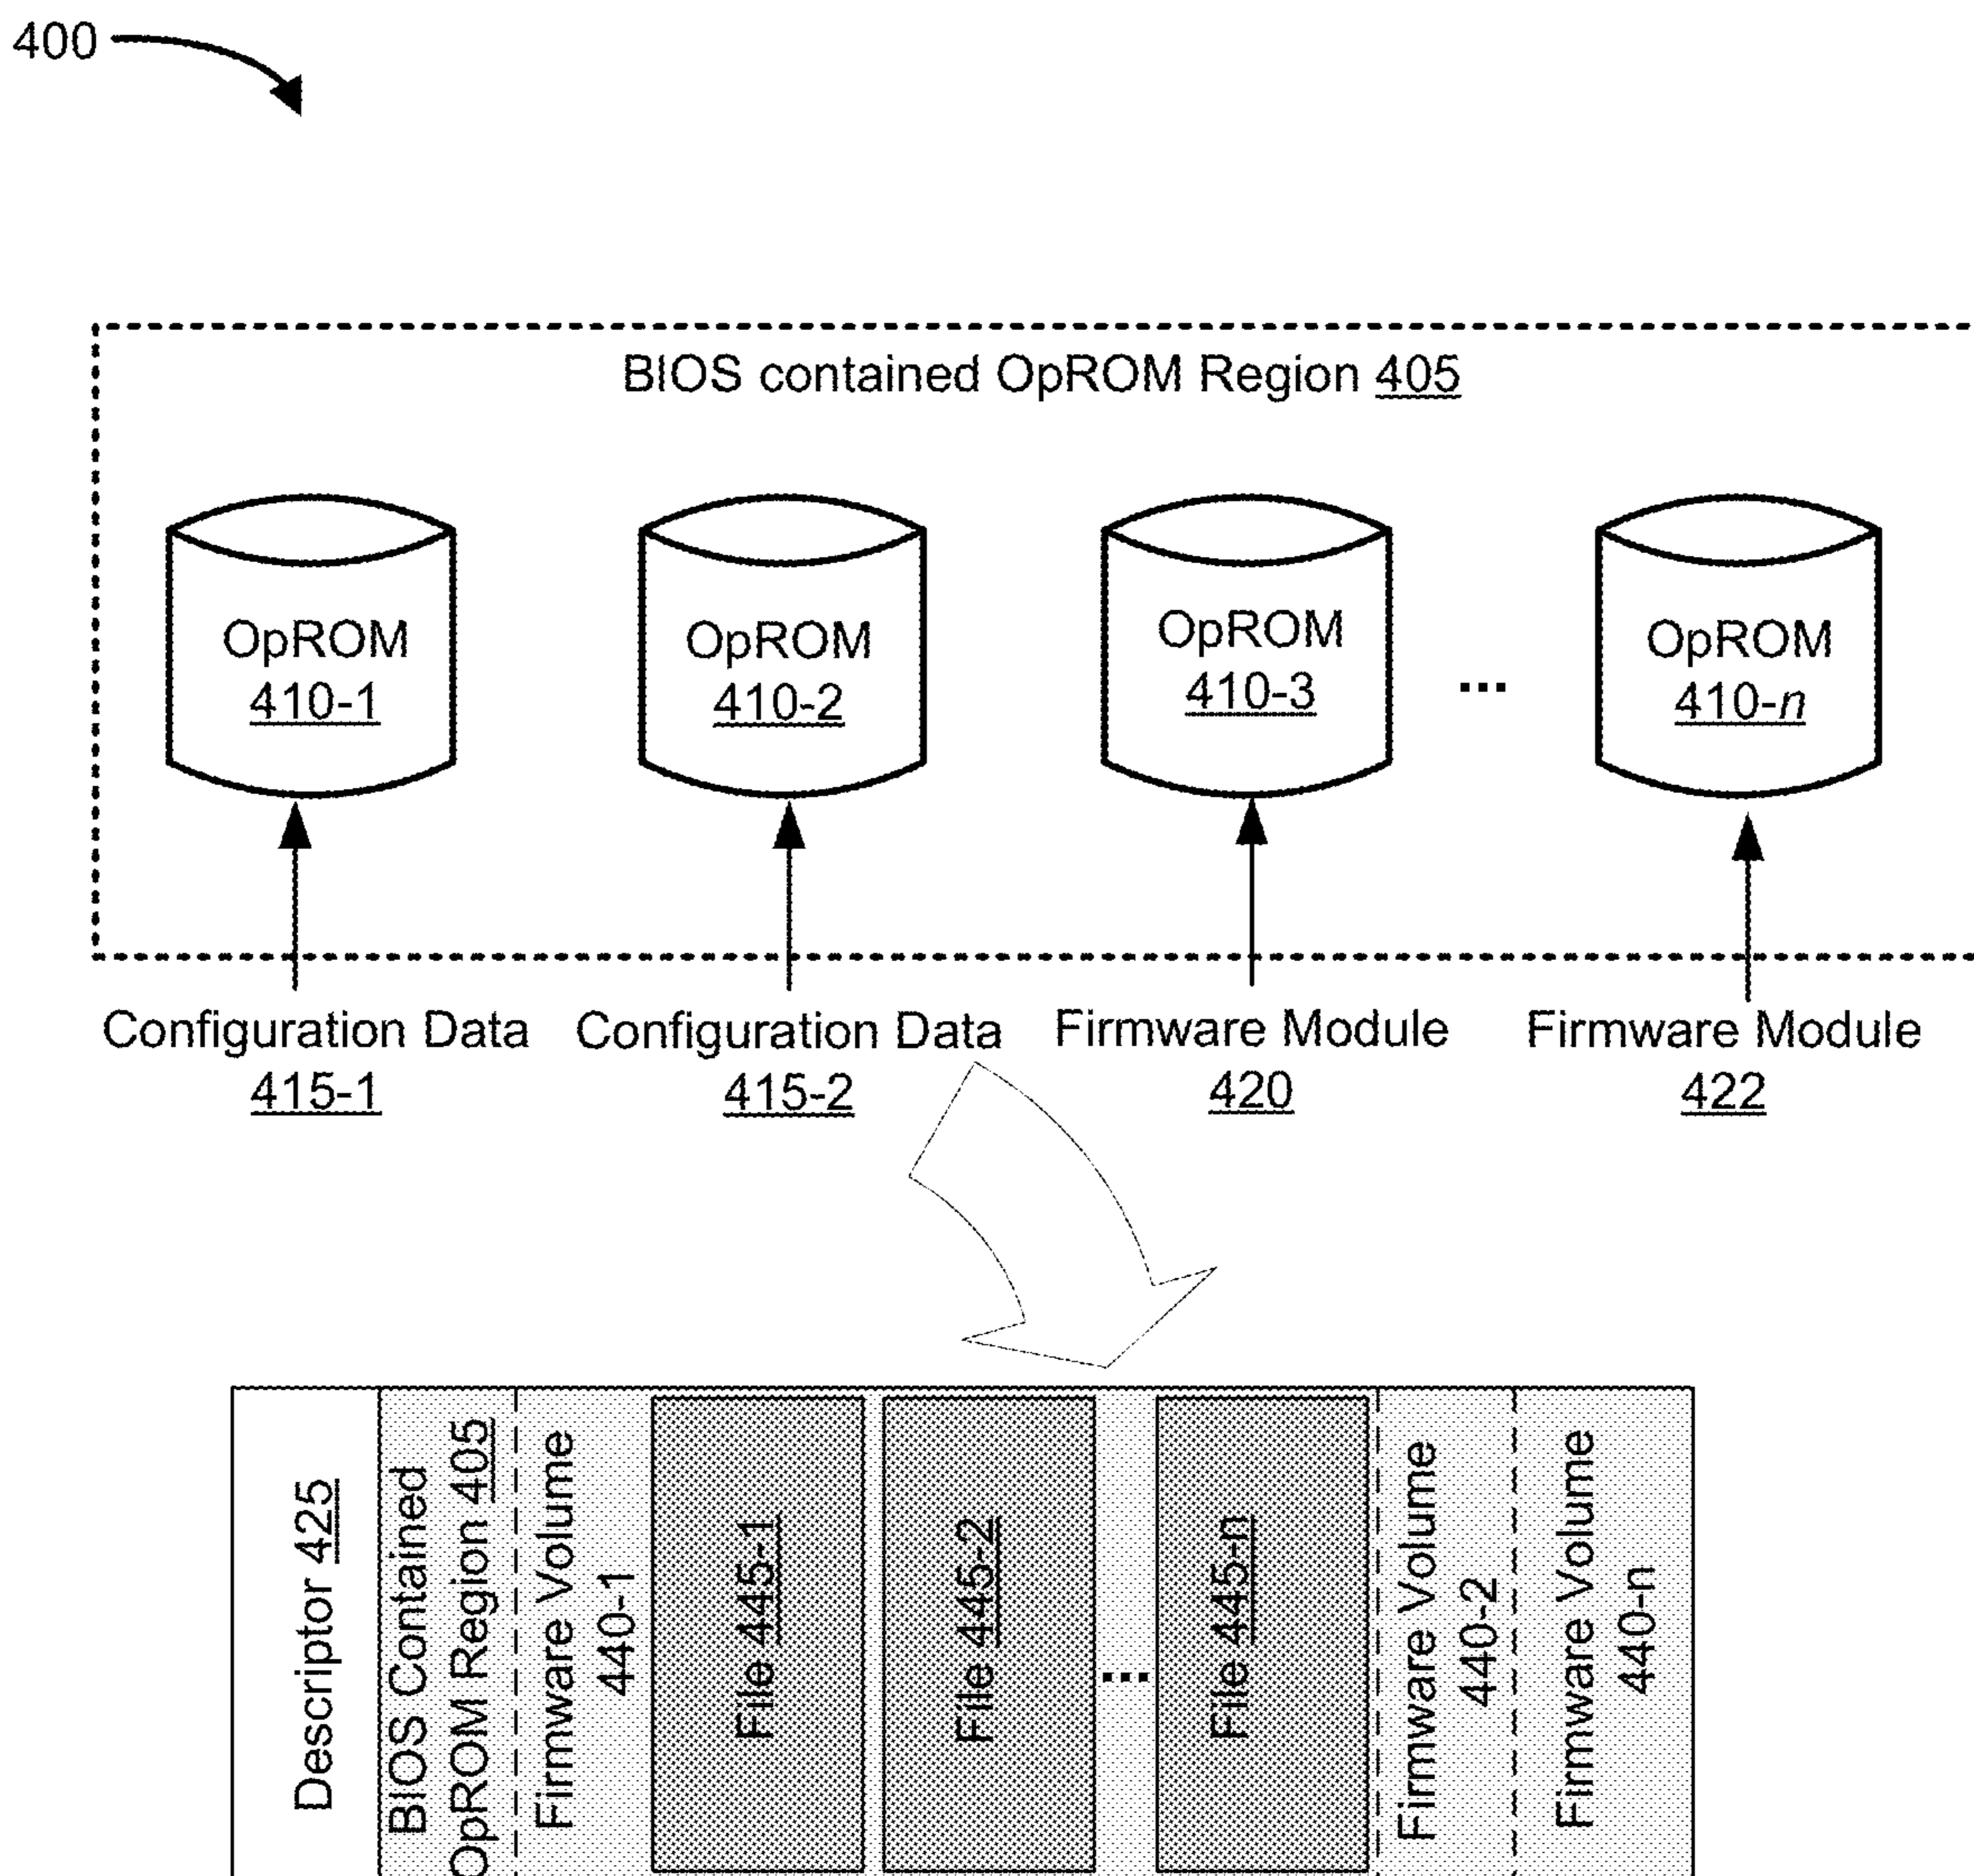 400
BIOS contained OpROM Region 405
OpROM
410-1
OpROM
410-2
OpROM
410-3
...
OpROM
410-n
Configuration Data
415-1
Configuration Data
415-2
Firmware Module
420
Firmware Module
422
Descriptor 425
BIOS Contained
OpROM Region 405
Firmware Volume
440-1
File 445-1
File 445-2
...
File 445-n
Firmware Volume
440-2
Firmware Volume
440-n